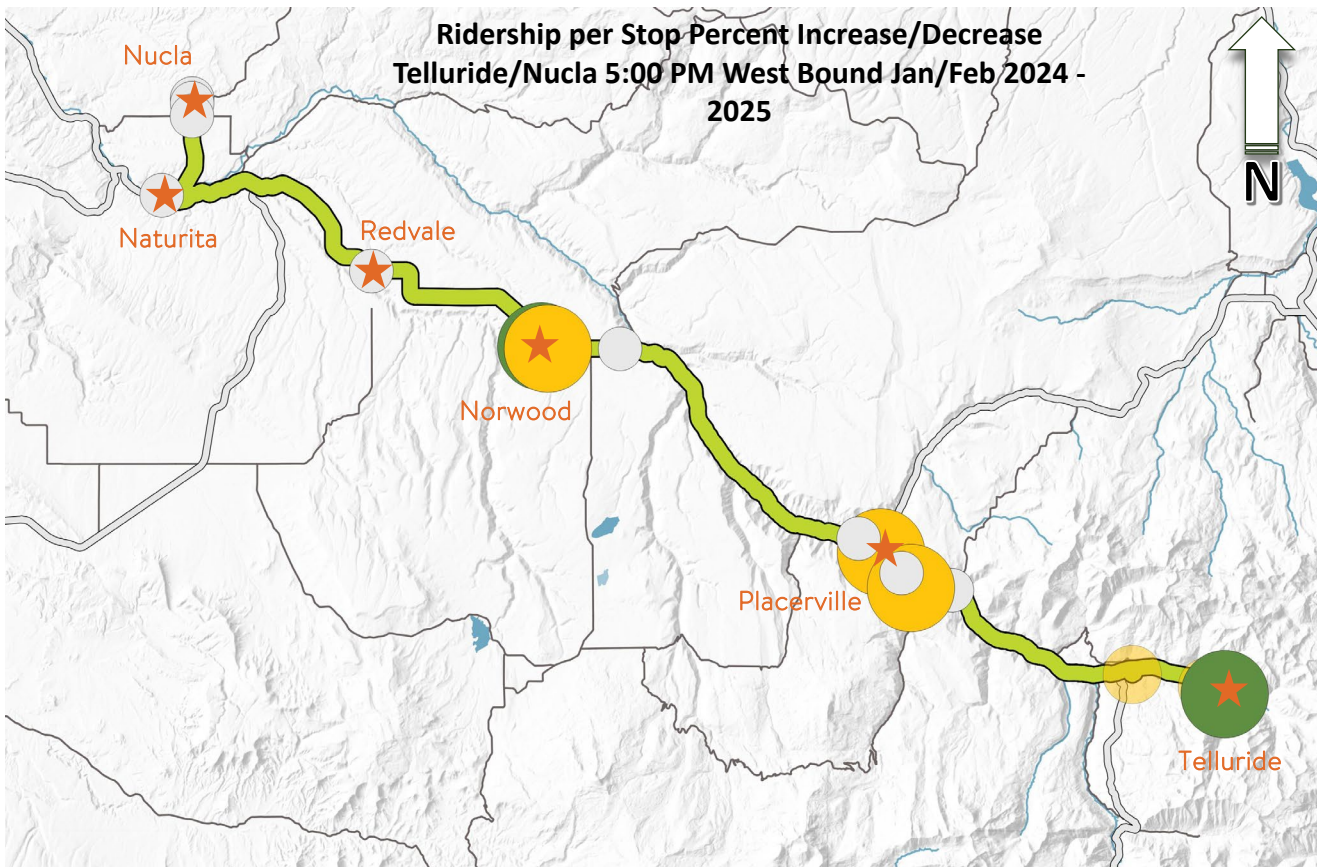 Ridership per Stop Percent Increase/Decrease
Telluride/Nucla 5:00 PM West Bound Jan/Feb 2024 -
2025
N
Nucla
Naturita
Redvale
Norwood
Placerville
Telluride